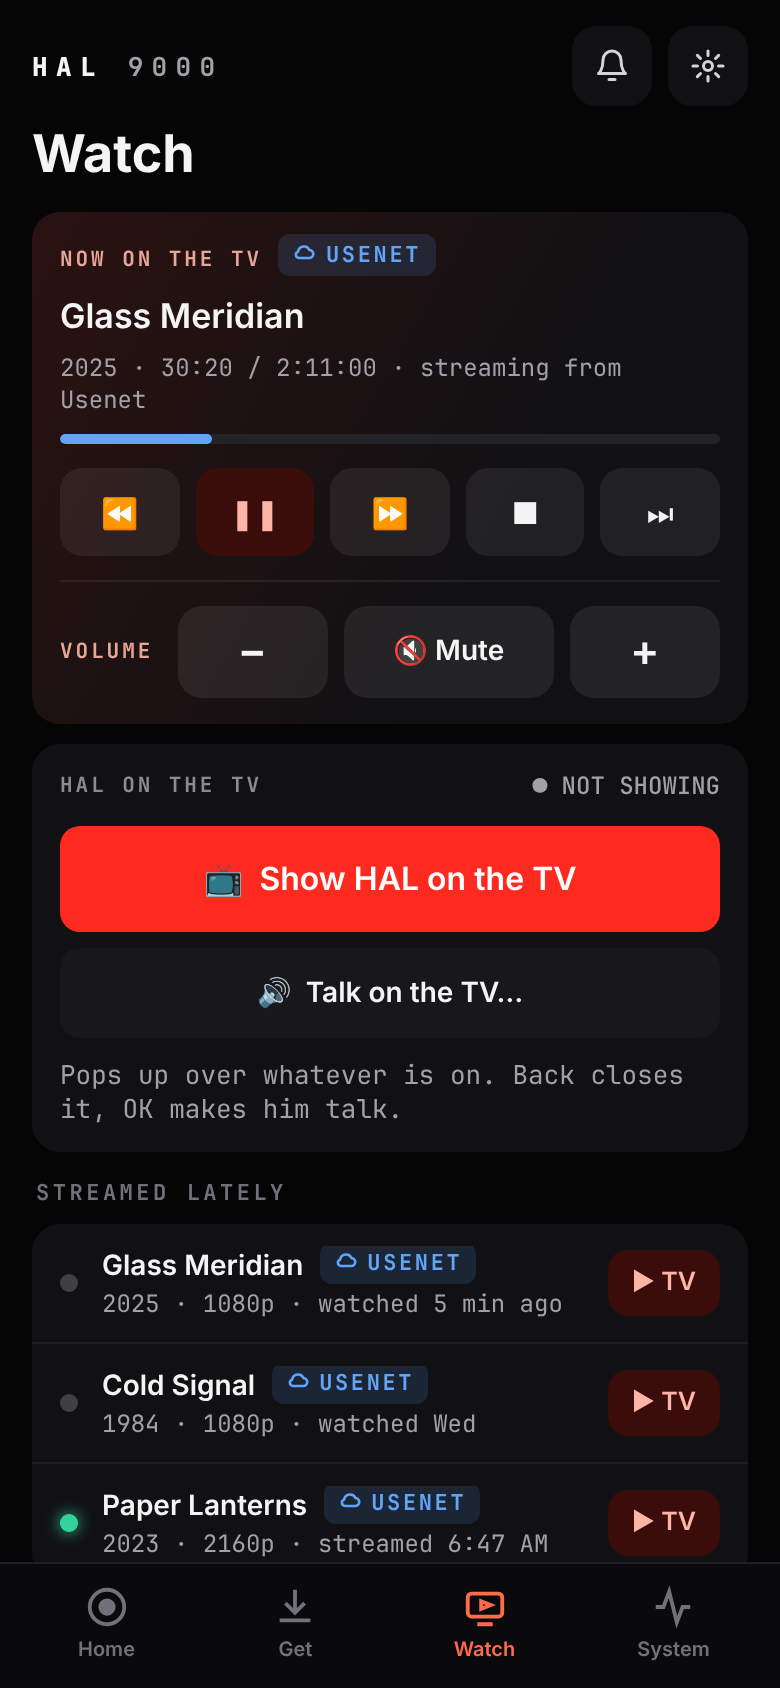 HAL 9000
Watch
NOW ON THE TV USENET
Glass Meridian
2025 · 30:20 / 2:11:00 · streaming from
Usenet
VOLUME − Mute +
HAL ON THE TV NOT SHOWING
Show HAL on the TV
Talk on the TV...
Pops up over whatever is on. Back closes
it, OK makes him talk.
STREAMED LATELY
Glass Meridian USENET
2025 · 1080p · watched 5 min ago
TV
Cold Signal USENET
1984 · 1080p · watched Wed
TV
Paper Lanterns USENET
2023 · 2160p · streamed 6:47 AM
TV
Home Get Watch System